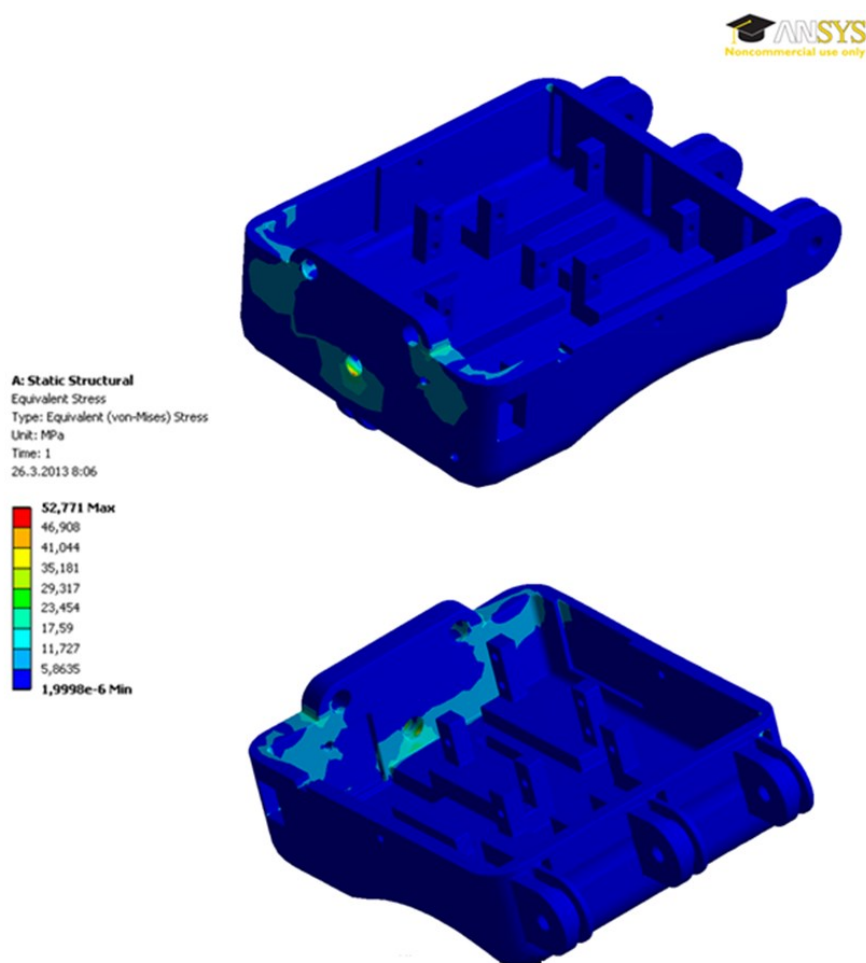 ANSYS
Noncommercial use only
A: Static Structural
Equivalent Stress
Type: Equivalent (von-Mises) Stress
Unit: MPa
Time: 1
26.3.2013 8:06
52,771 Max
46,908
41,044
35,181
29,317
23,454
17,59
11,727
5,8635
1,9998e-6 Min